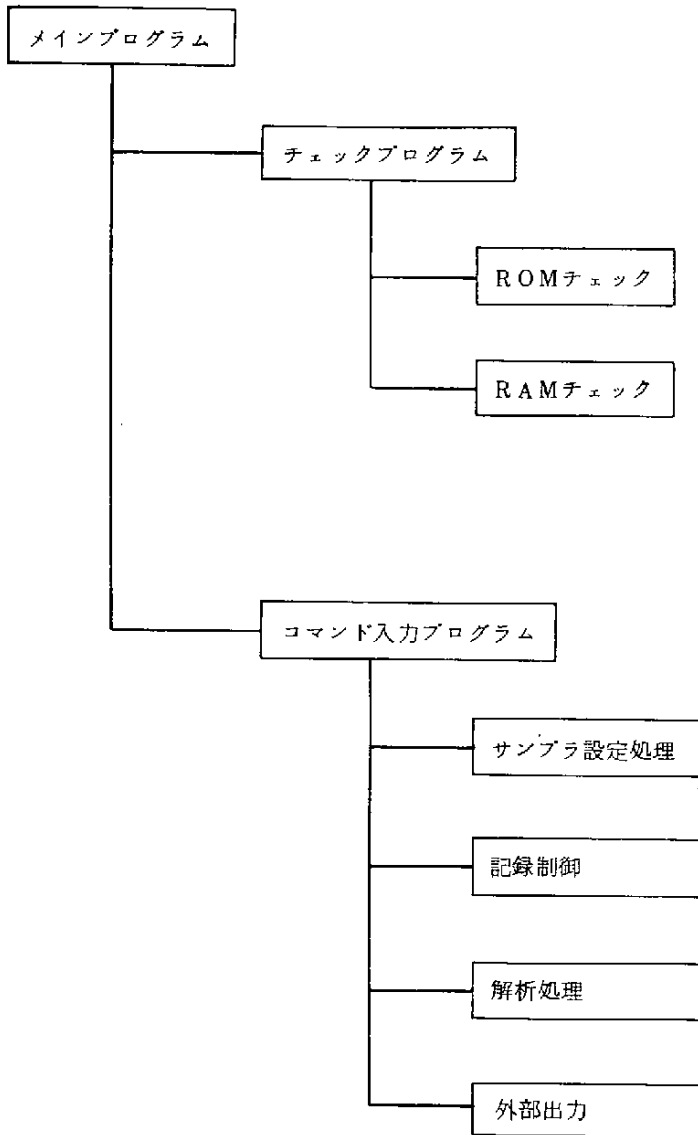 メインプログラム
チェックプログラム
ROMチェック
RAMチェック
コマンド入力プログラム
サンプラ設定処理
記録制御
解析処理
外部出力